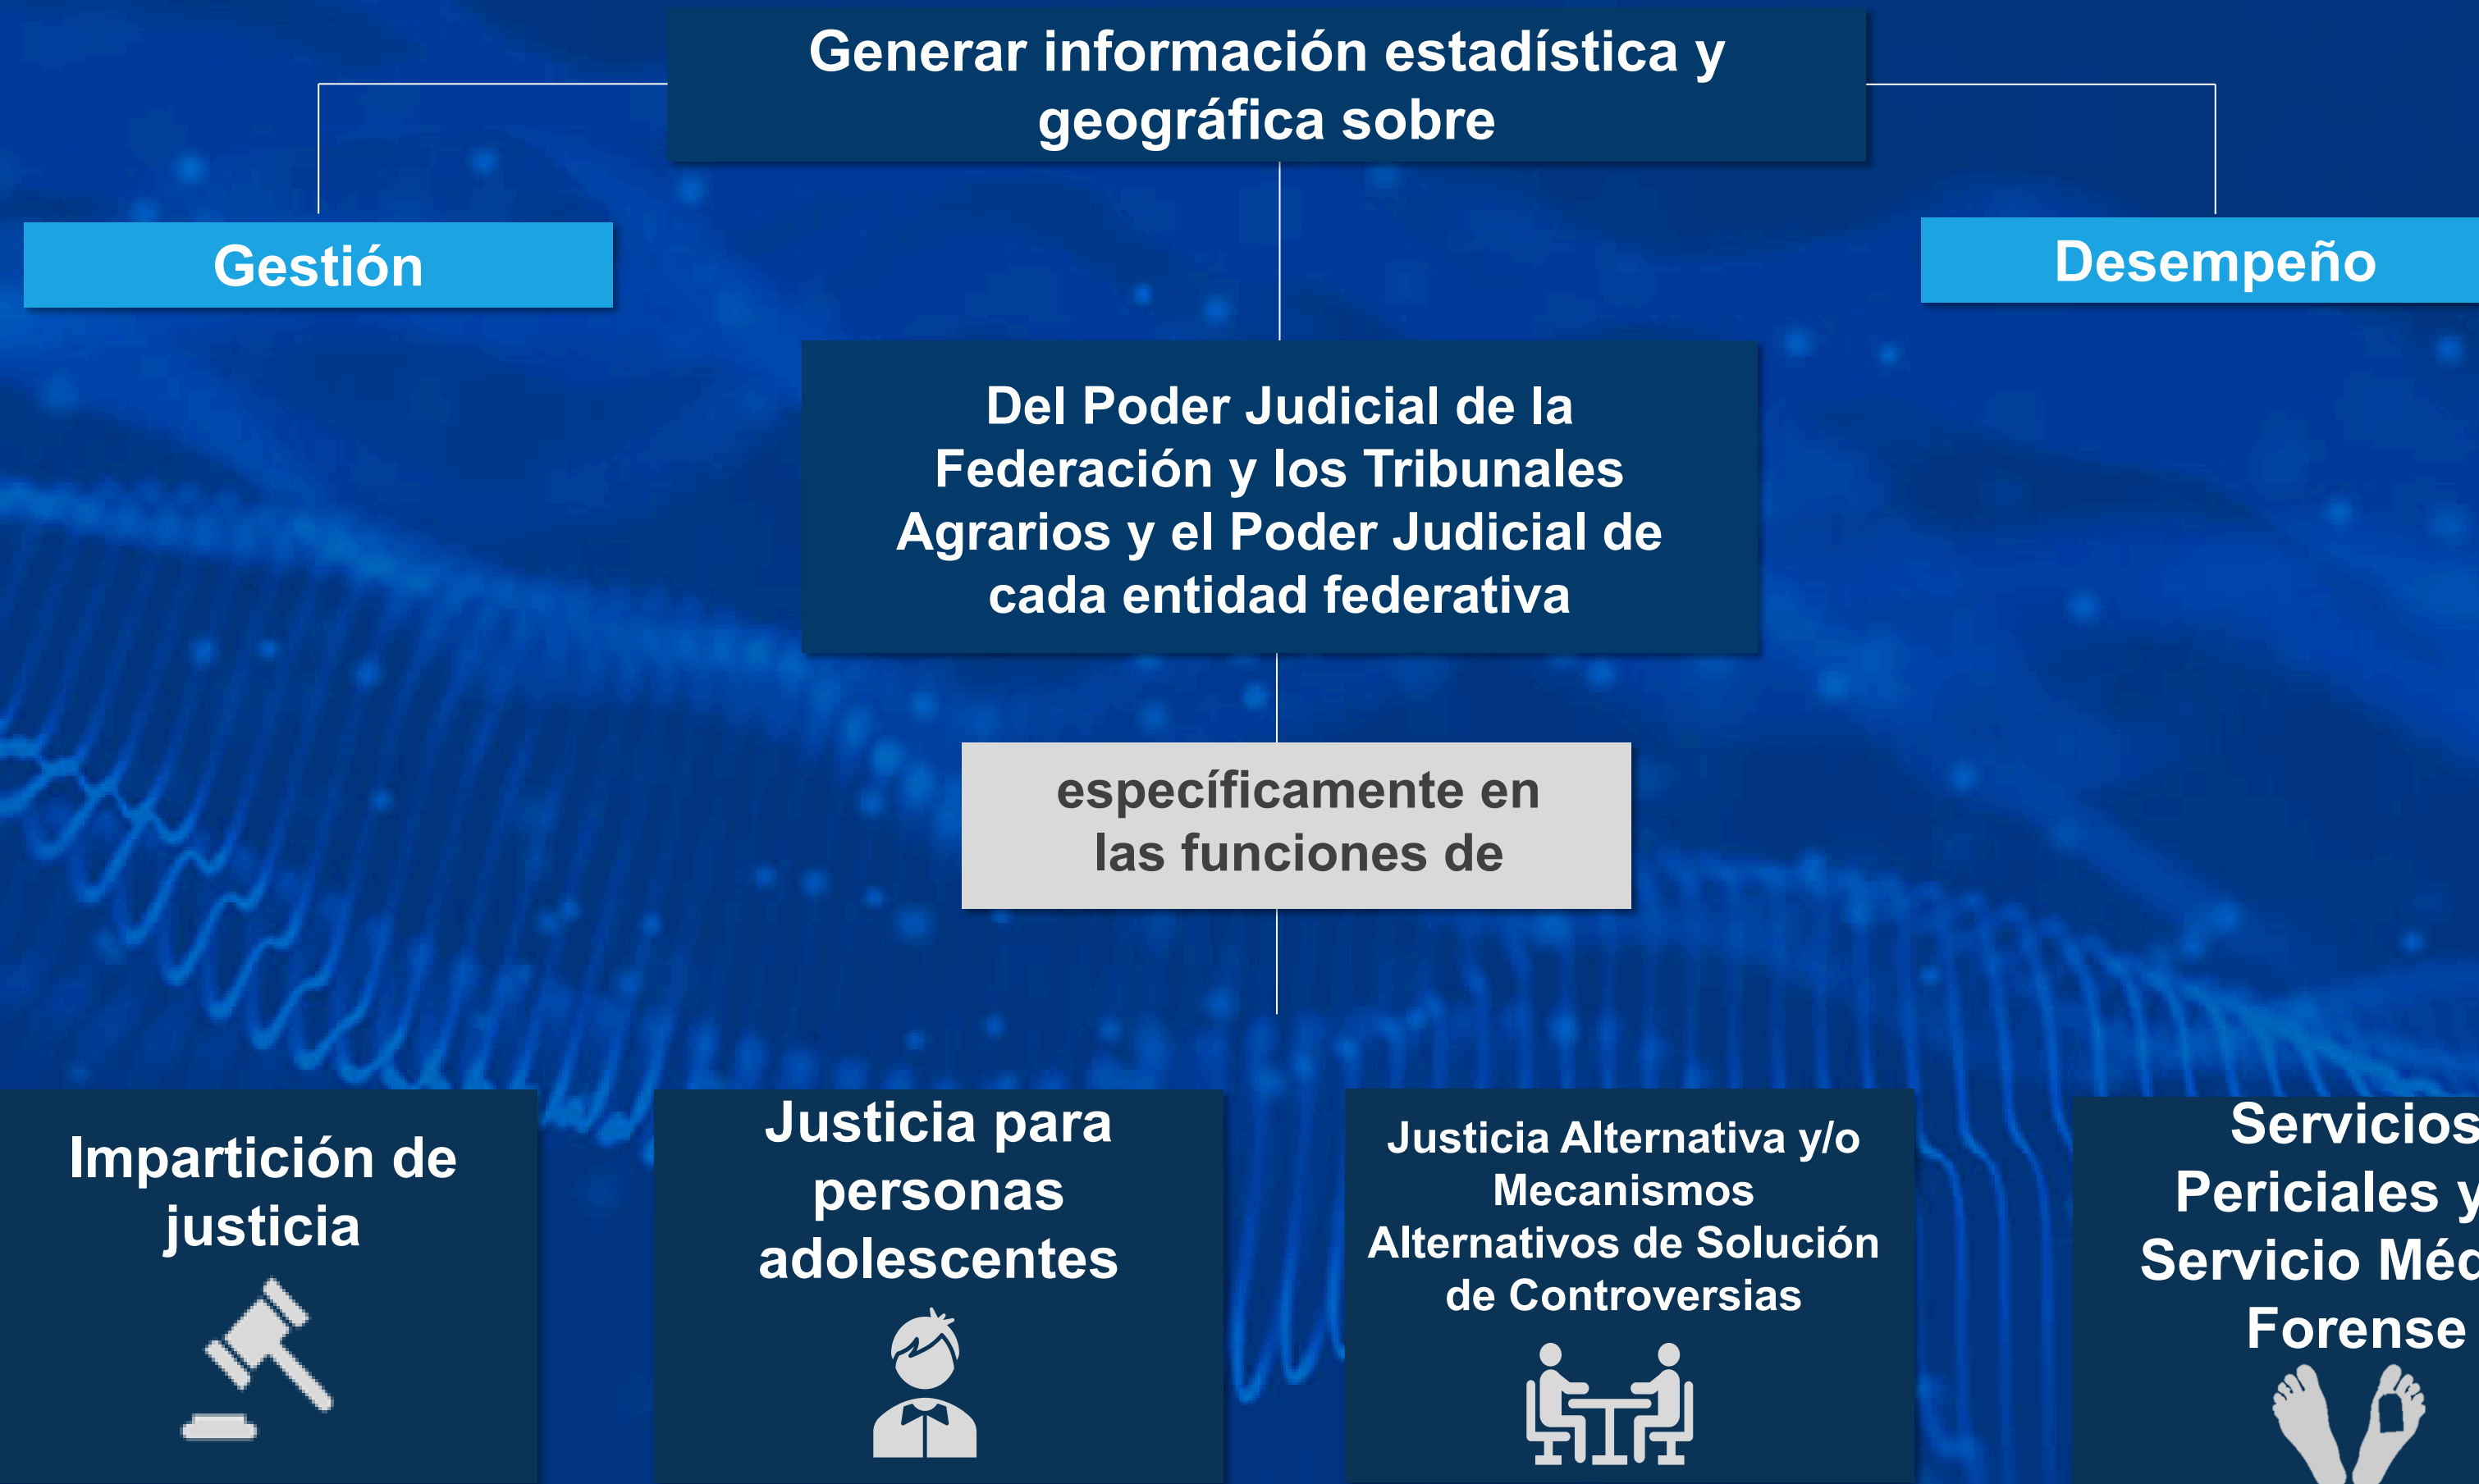 Generar información estadística y
geográfica sobre
Gestión
Desempeño
Del Poder Judicial de la
Federación y los Tribunales
Agrarios y el Poder Judicial de
cada entidad federativa
específicamente en
las funciones de
Impartición de
justicia
Justicia para
personas
adolescentes
Justicia Alternativa y/o
Mecanismos
Alternativos de Solución
de Controversias
Servicios
Periciales y
Servicio
Forense